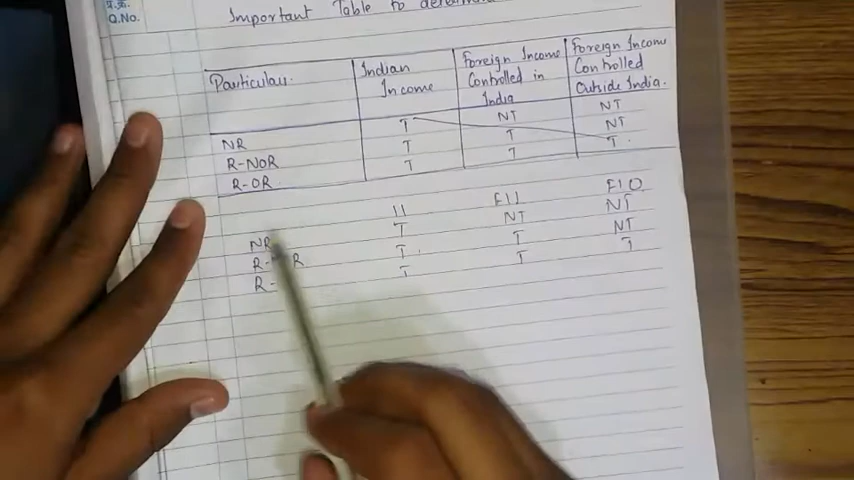 प्र.क्र.
Q.No.
Important Table to
Particulars. Indian Income Foreign Income Controlled in India Foreign Income Controlled Outside India.
NR T NT NT
R-NOR T T NT
R-OR T T T
II FII FIO
NR T NT NT
R- R T T NT
R- T T T